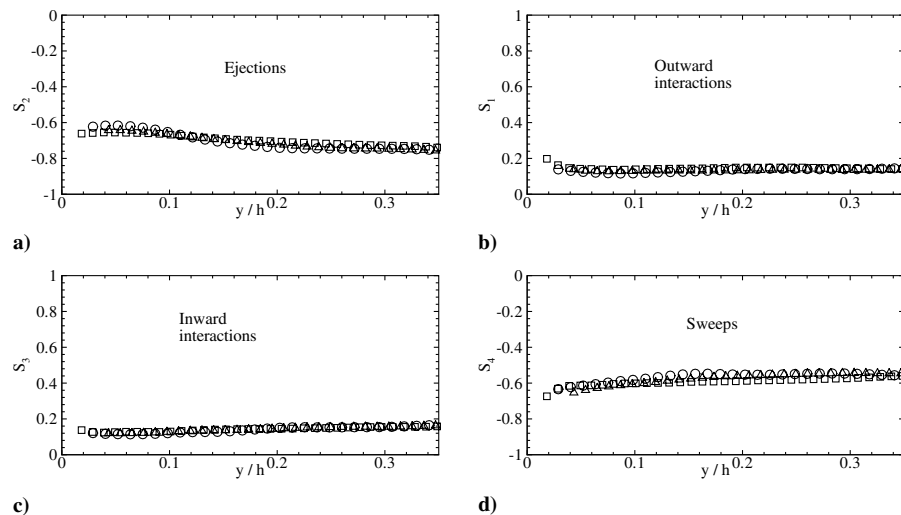 0
-0.2
-0.4
-0.6
-0.8
-1
S2
Ejections
0 0.1 0.2 0.3
y / h
a)
1
0.8
0.6
0.4
0.2
0
S1
Outward
interactions
0 0.1 0.2 0.3
y / h
b)
1
0.8
0.6
0.4
0.2
0
S3
Inward
interactions
0 0.1 0.2 0.3
y / h
c)
0
-0.2
-0.4
-0.6
-0.8
-1
S4
Sweeps
0 0.1 0.2 0.3
y / h
d)